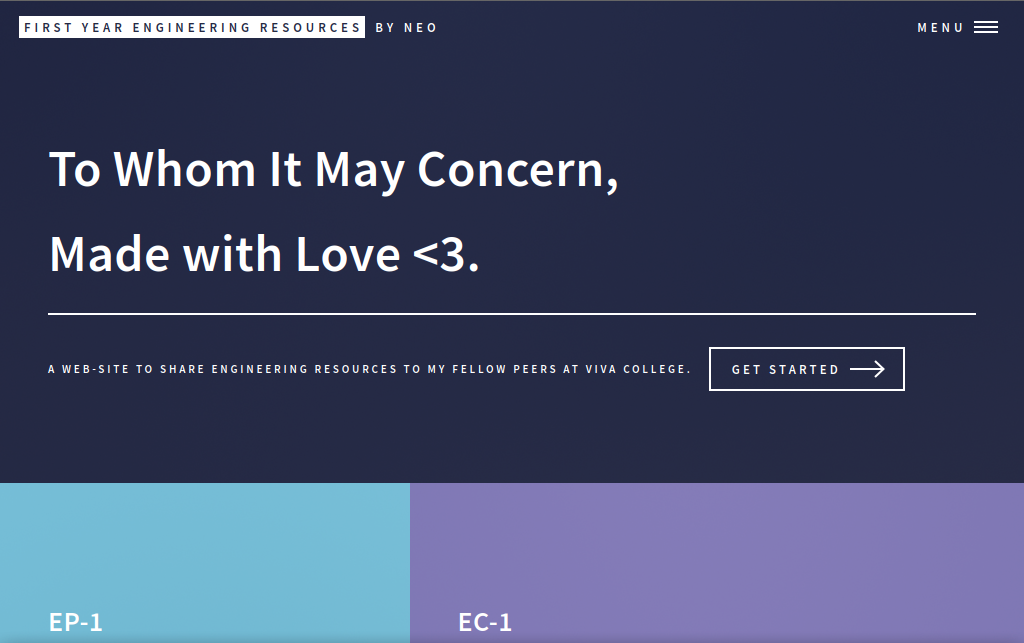 FIRST YEAR ENGINEERING RESOURCES BY NEO
MENU
To Whom It May Concern,
Made with Love <3.
A WEB-SITE TO SHARE ENGINEERING RESOURCES TO MY FELLOW PEERS AT VIVA COLLEGE.
GET STARTED
EP-1
EC-1